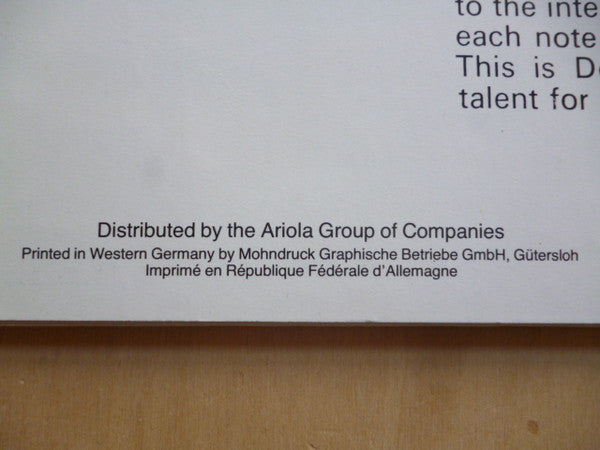 to the inte
each note
This is D
talent for
Distributed by the Ariola Group of Companies
Printed in Western Germany by Mohndruck Graphische Betriebe GmbH, Gütersloh
Imprimé en République Fédérale d'Allemagne